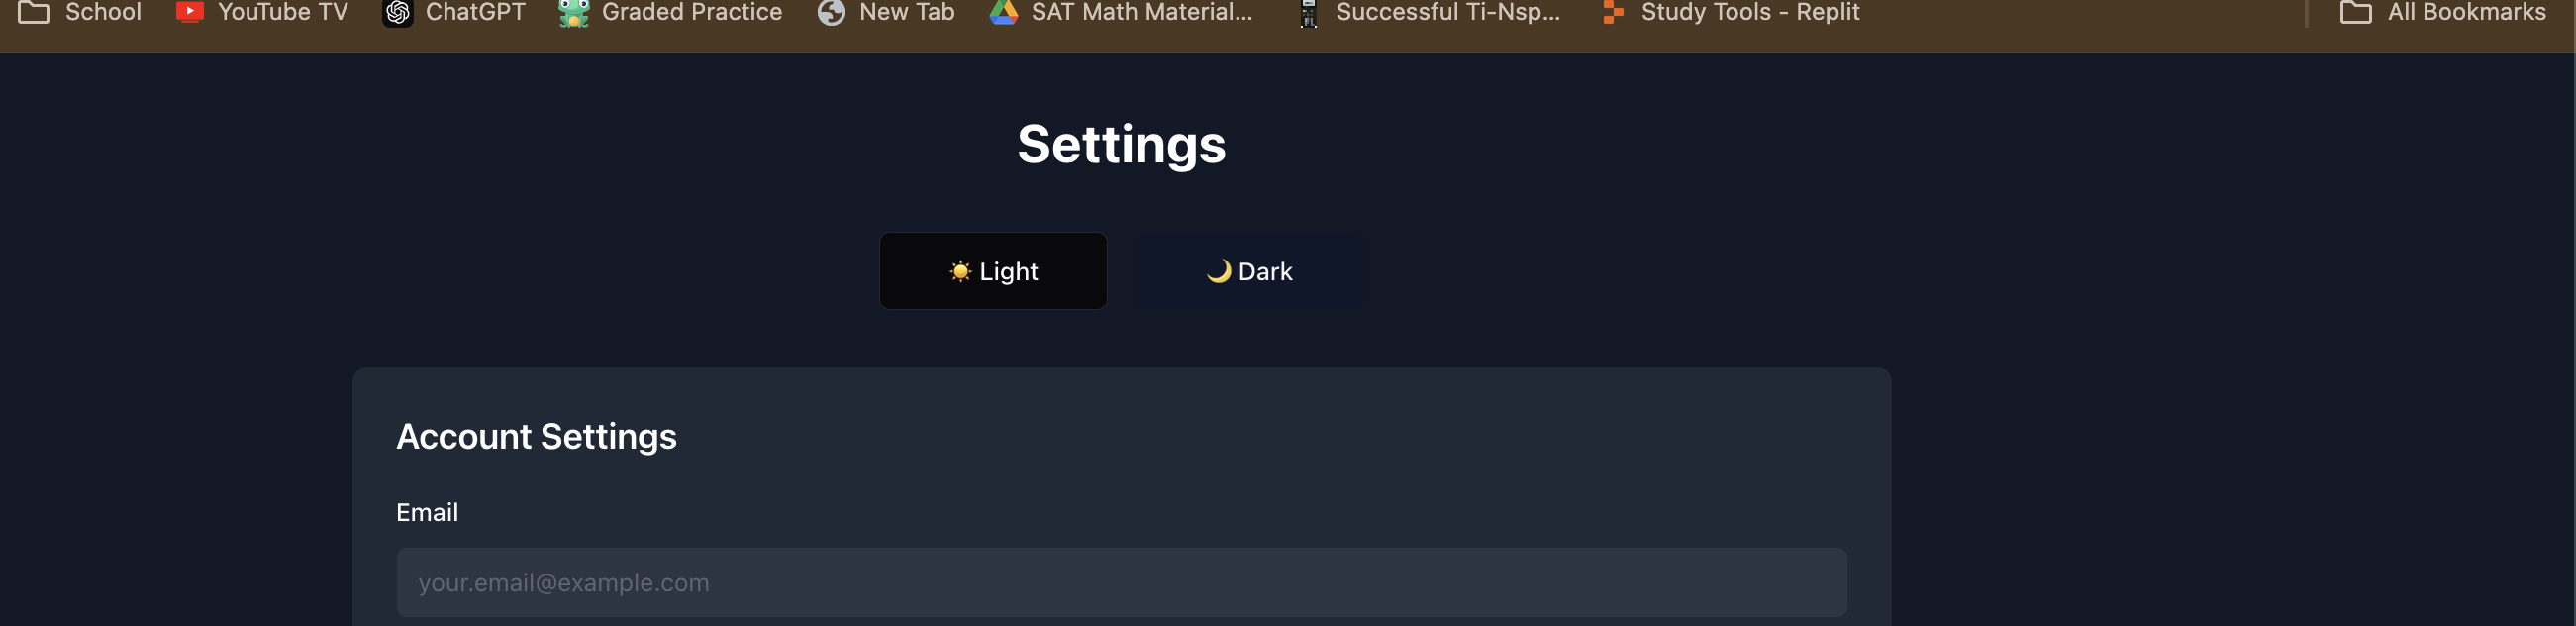 School YouTube TV ChatGPT Graded Practice New Tab SAT Math Material... Successful Ti-Nsp... Study Tools - Replit All Bookmarks
Settings
☀️ Light 🌙 Dark
Account Settings
Email
your.email@example.com